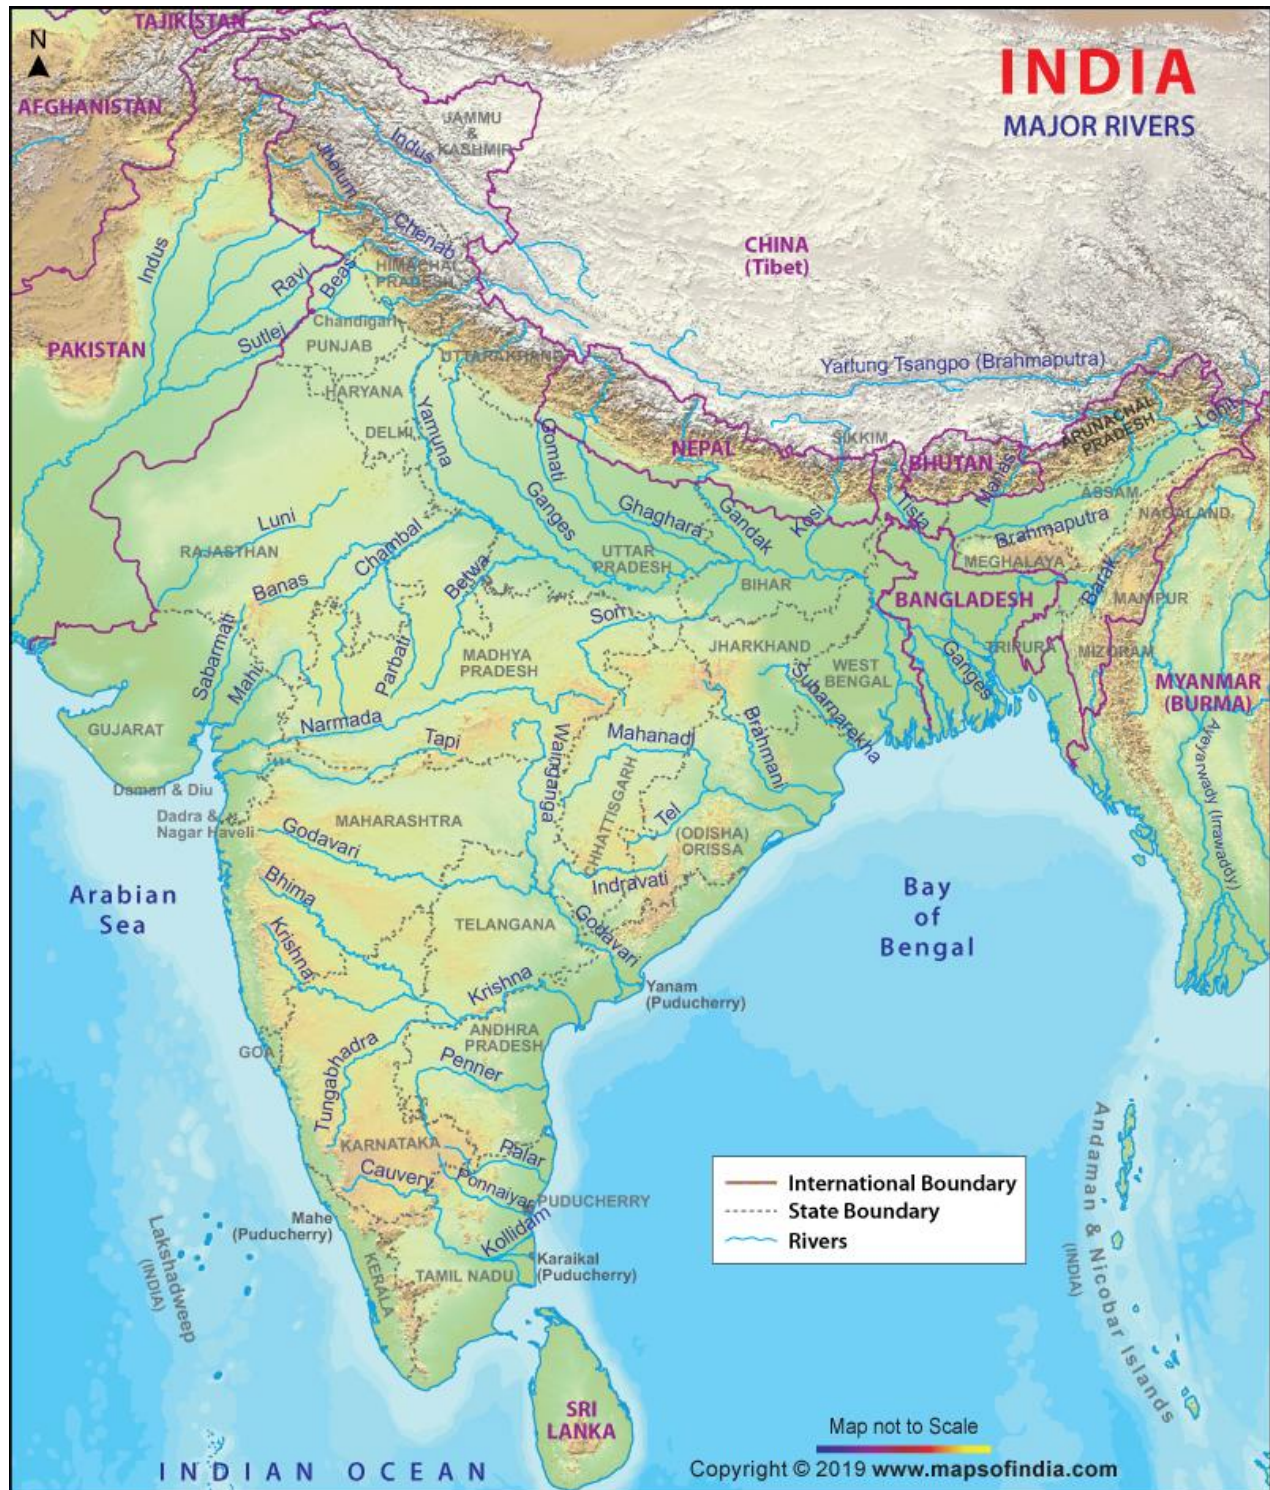 TAJIKISTAN
N
INDIA
MAJOR RIVERS
AFGHANISTAN
JAMMU
&
KASHMIR
Indus
Jhelum
Chenab
CHINA
(Tibet)
Indus
Ravi
Beas
HIMACHAL
PRADESH
Sutlej
Chandigarh
PUNJAB
PAKISTAN
UTTARAKHAND
Yarlung Tsangpo (Brahmaputra)
HARYANA
DELHI
Yamuna
Gomati
NEPAL
SIKKIM
BHUTAN
ARUNACHAL
PRADESH
Lohit
Manas
ASSAM
NAGALAND
Luni
RAJASTHAN
Chambal
Ganges
Ghaghara
Gandak
Kosi
Tista
Brahmaputra
UTTAR
PRADESH
BIHAR
MEGHALAYA
Banas
Betwa
BANGLADESH
Barak
MANIPUR
Son
Sabarmati
Mahi
Parbati
MADHYA
PRADESH
JHARKHAND
WEST
BENGAL
TRIPURA
MIZORAM
Ganges
MYANMAR
(BURMA)
Subarnarekha
GUJARAT
Narmada
Tapi
Wainganga
Mahanadi
Brahmani
Ayeyarwady (Irrawaddy)
Daman & Diu
Dadra &
Nagar Haveli
MAHARASHTRA
CHHATTISGARH
Tel
(ODISHA)
ORISSA
Godavari
Indravati
Arabian
Sea
Bhima
Bay
of
Bengal
TELANGANA
Godavari
Krishna
Krishna
Yanam
(Puducherry)
GOA
ANDHRA
PRADESH
Tungabhadra
Penner
KARNATAKA
Palar
Cauvery
Ponnaiyar
PUDUCHERRY
Mahe
(Puducherry)
Kollidam
Karaikal
(Puducherry)
KERALA
TAMIL NADU
Lakshadweep
(INDIA)
Andaman & Nicobar Islands
(INDIA)
International Boundary
State Boundary
Rivers
SRI
LANKA
Map not to Scale
INDIAN OCEAN
Copyright © 2019 www.mapsofindia.com